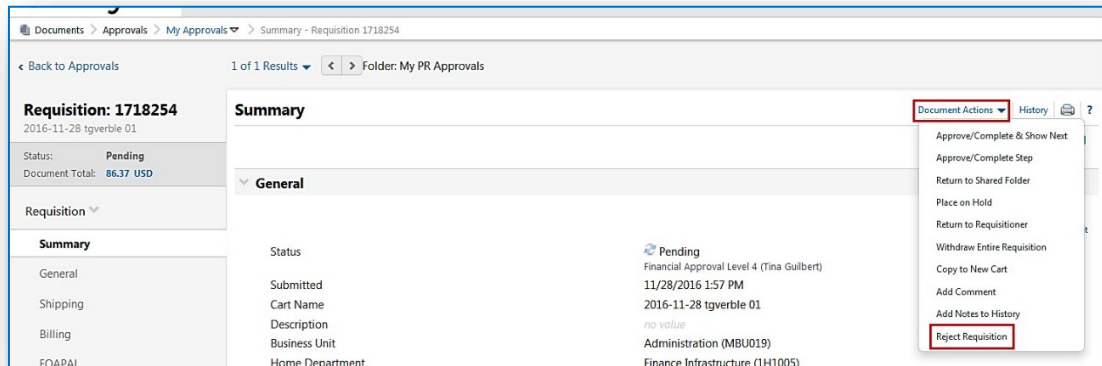 Documents > Approvals > My Approvals > Summary - Requisition 1718254
Back to Approvals
1 of 1 Results < > Folder: My PR Approvals
Requisition: 1718254
2016-11-28 tgverble 01
Status: Pending
Document Total: 86.37 USD
Requisition
Summary
General
Shipping
Billing
FOAPAL
Summary
Document Actions History ?
Approve/Complete & Show Next
Approve/Complete Step
Return to Shared Folder
Place on Hold
Return to Requisitioner
Withdraw Entire Requisition
Copy to New Cart
Add Comment
Add Notes to History
Reject Requisition
General
Status Pending
Financial Approval Level 4 (Tina Guilbert)
Submitted 11/28/2016 1:57 PM
Cart Name 2016-11-28 tgverble 01
Description no value
Business Unit Administration (MBU019)
Home Department Finance Infrastructure (1H1005)